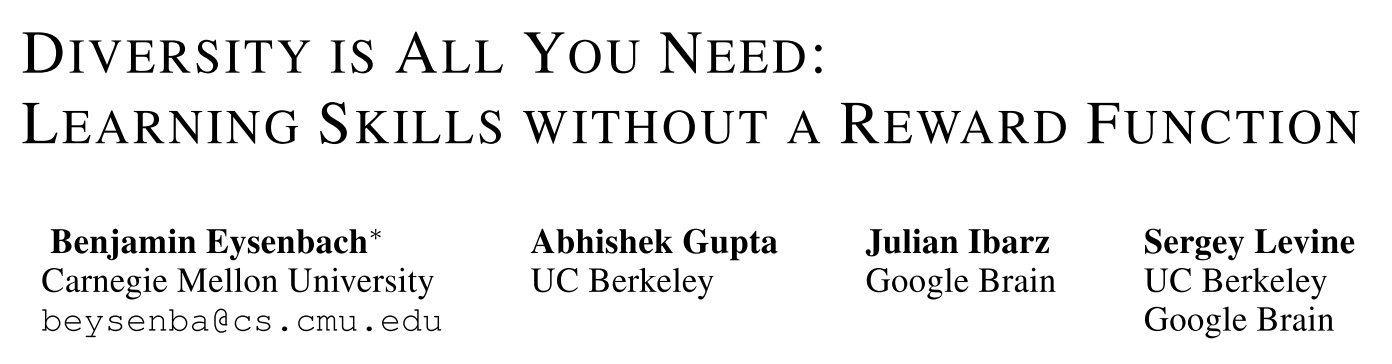 DIVERSITY IS ALL YOU NEED:
LEARNING SKILLS WITHOUT A REWARD FUNCTION
Benjamin Eysenbach* Abhishek Gupta Julian Ibarz Sergey Levine
Carnegie Mellon University UC Berkeley Google Brain UC Berkeley
beysenba@cs.cmu.edu Google Brain